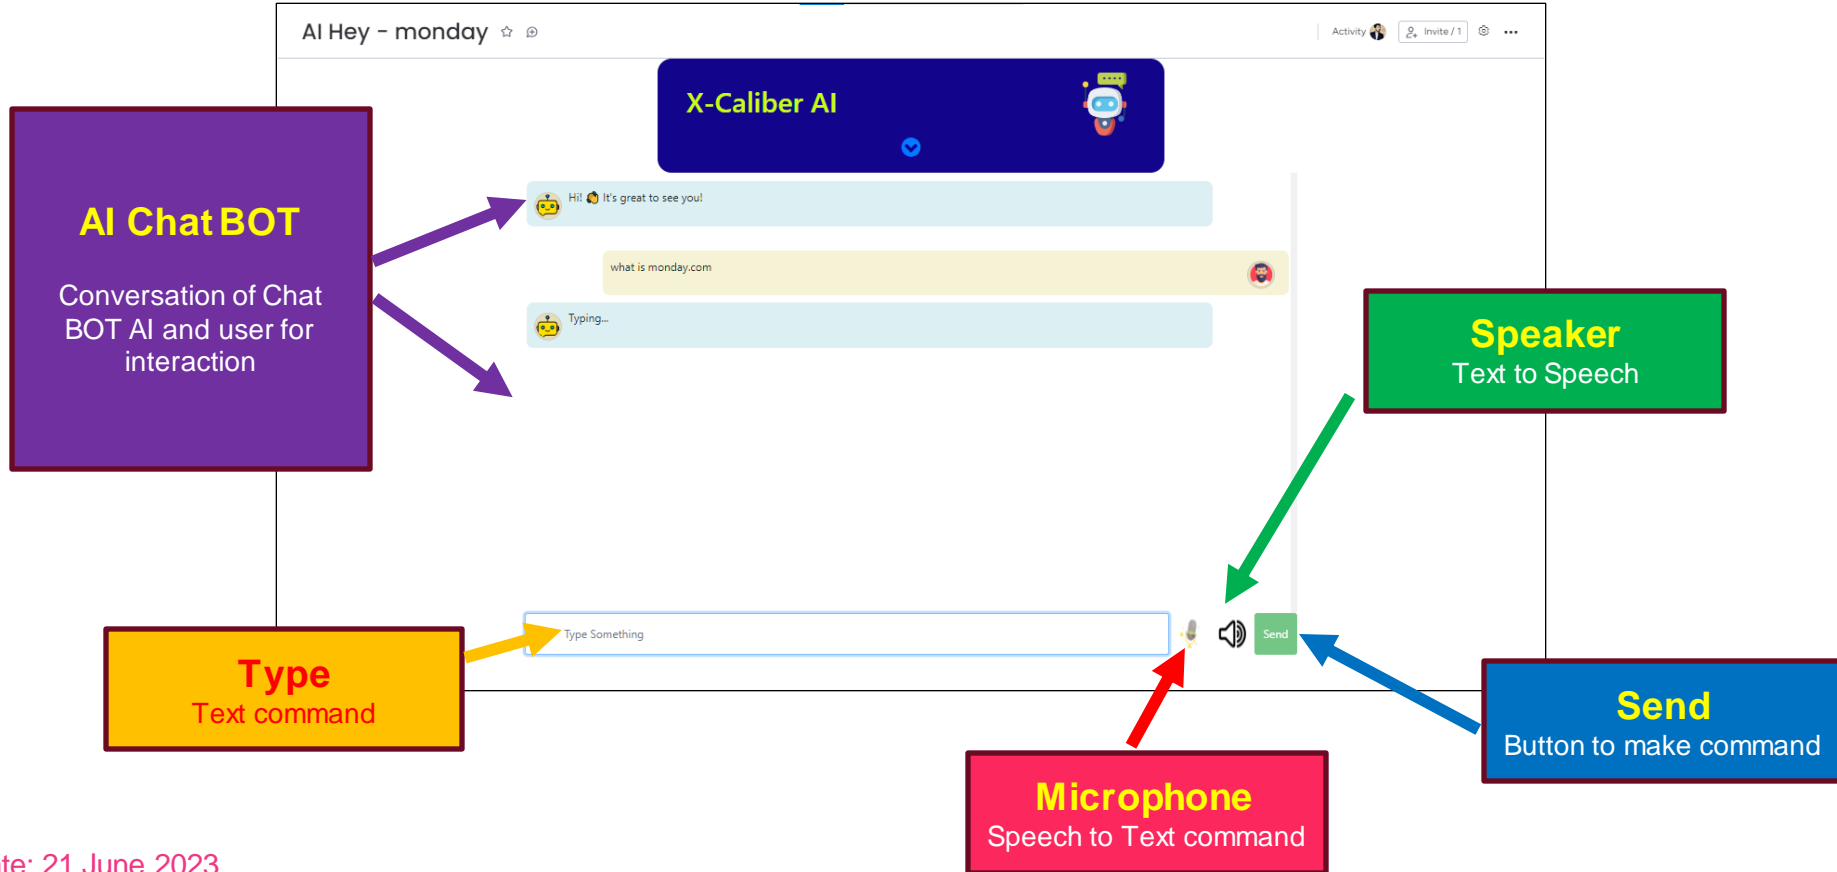 AI Hey - monday
Activity
Invite / 1
X-Caliber AI
Hi! It's great to see you!
what is monday.com
Typing...
AI Chat BOT
Conversation of Chat
BOT AI and user for
interaction
Speaker
Text to Speech
Type Something
Send
Type
Text command
Send
Button to make command
Microphone
Speech to Text command
te: 21 June 2023